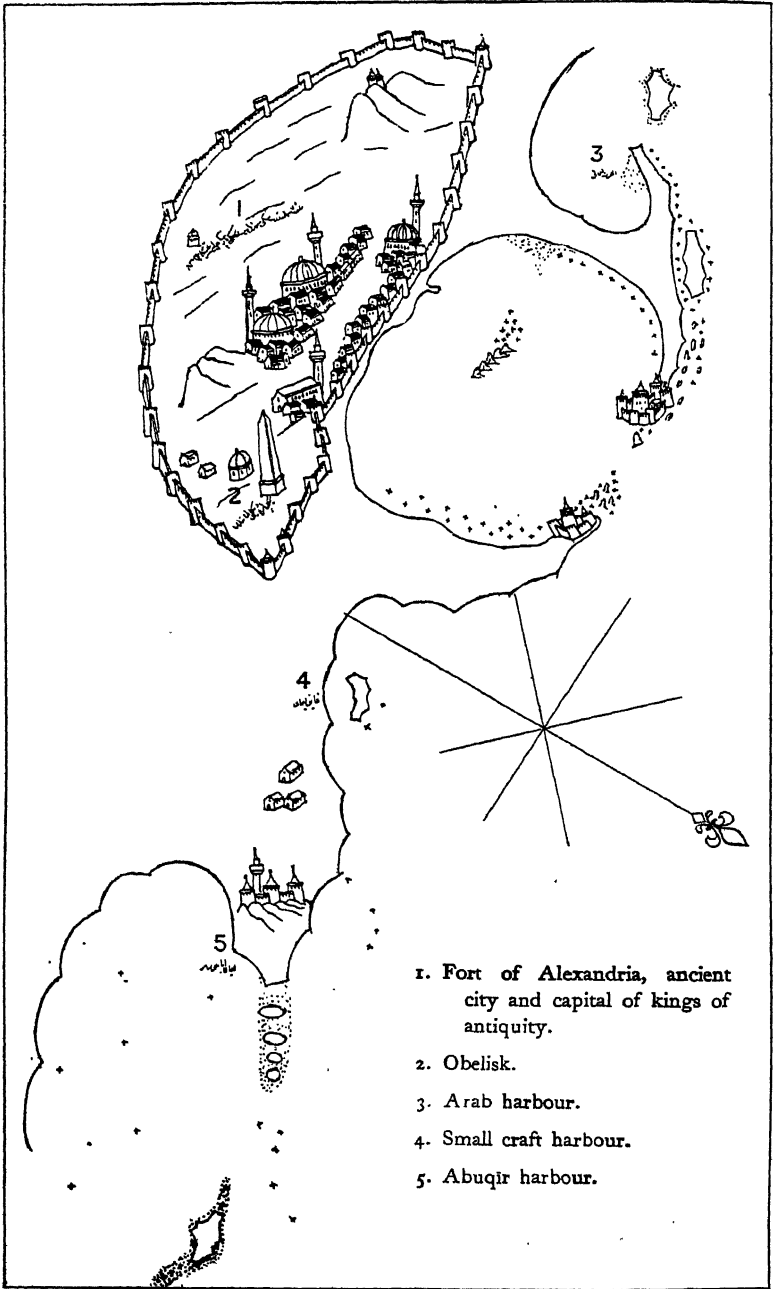 1
3
2
4
5
1. Fort of Alexandria, ancient
city and capital of kings of
antiquity.
2. Obelisk.
3. Arab harbour.
4. Small craft harbour.
5. Abuqīr harbour.